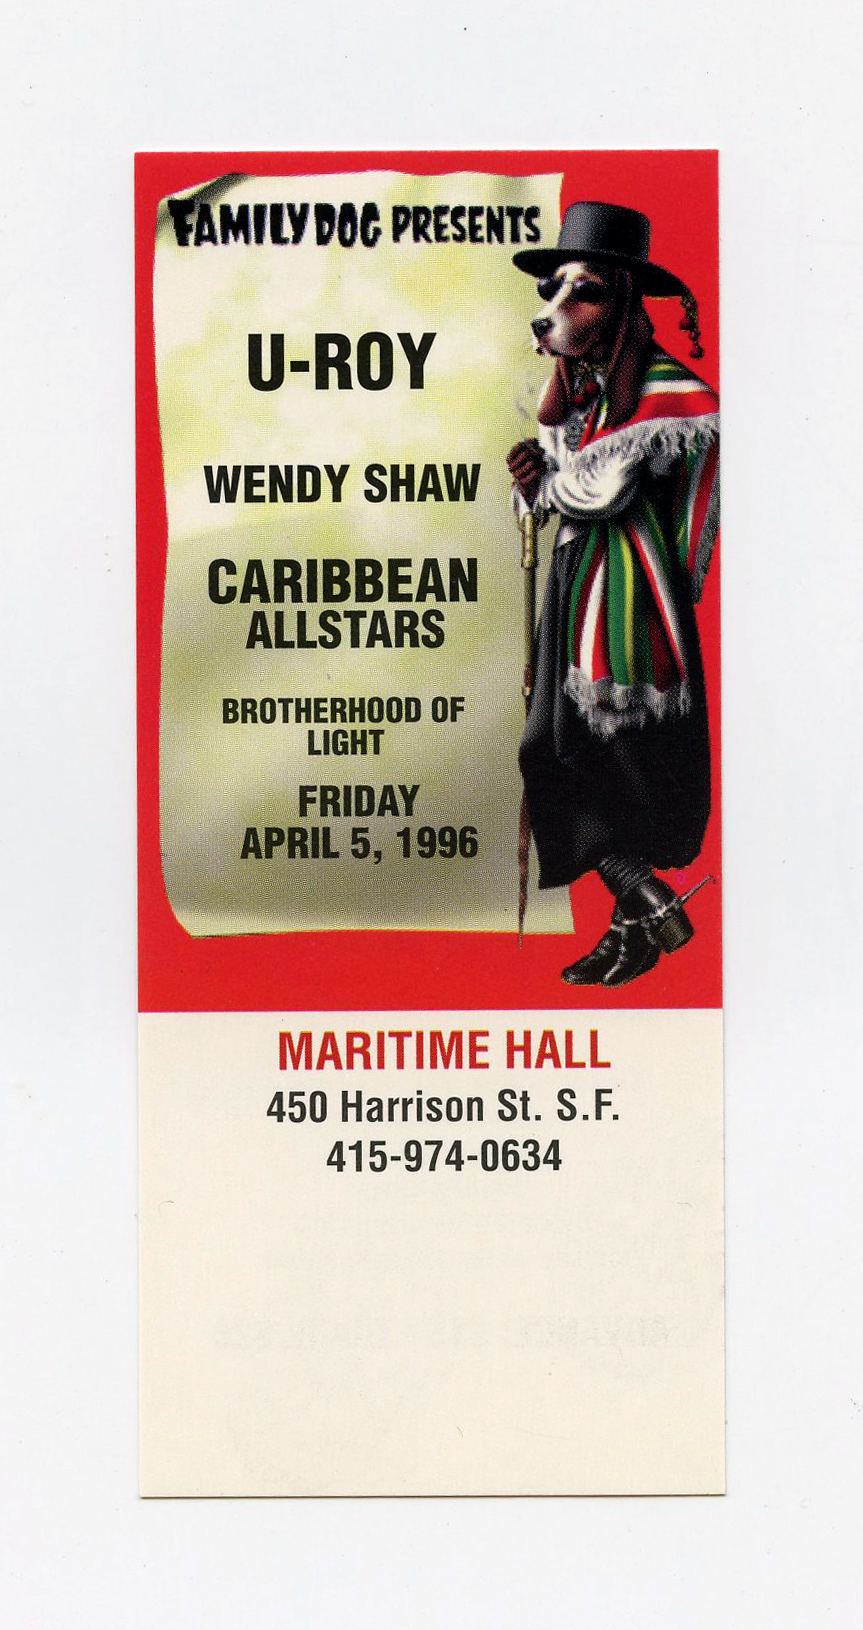 FAMILY DOG PRESENTS
U-ROY
WENDY SHAW
CARIBBEAN
ALLSTARS
BROTHERHOOD OF
LIGHT
FRIDAY
APRIL 5, 1996
MARITIME HALL
450 Harrison St. S.F.
415-974-0634